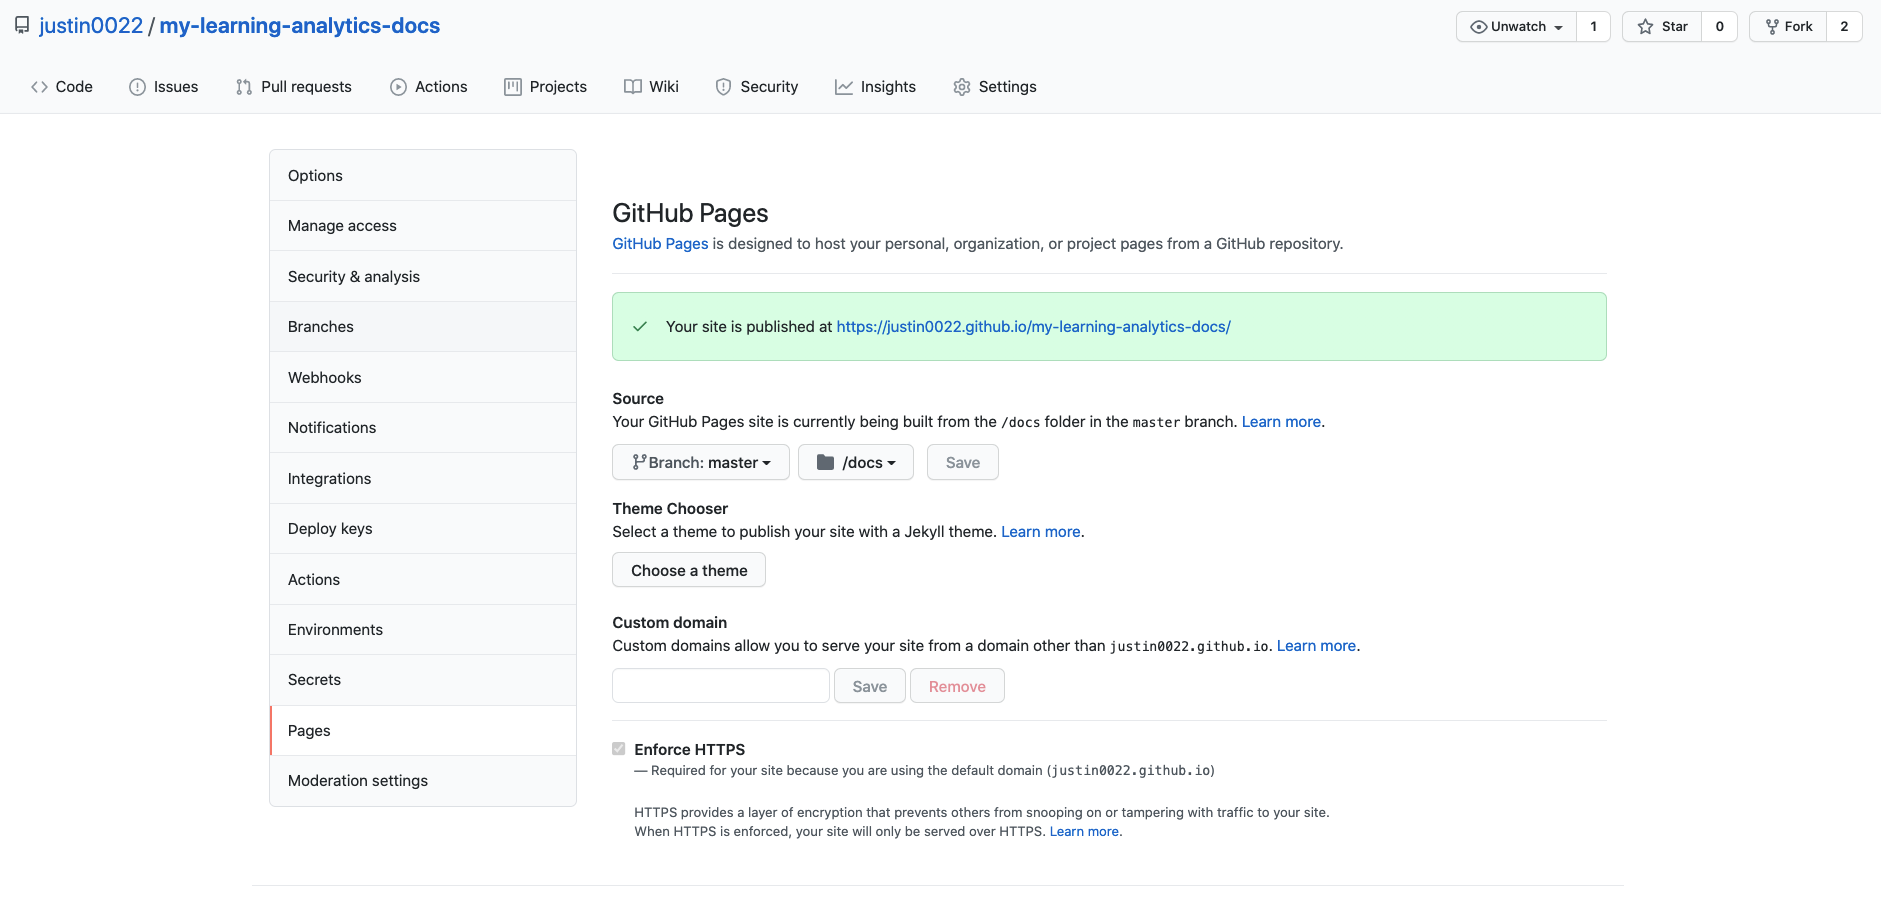 justin0022 / my-learning-analytics-docs
Unwatch 1 Star 0 Fork 2
Code Issues Pull requests Actions Projects Wiki Security Insights Settings
Options
Manage access
Security & analysis
Branches
Webhooks
Notifications
Integrations
Deploy keys
Actions
Environments
Secrets
Pages
Moderation settings
GitHub Pages
GitHub Pages is designed to host your personal, organization, or project pages from a GitHub repository.
Your site is published at https://justin0022.github.io/my-learning-analytics-docs/
Source
Your GitHub Pages site is currently being built from the /docs folder in the master branch. Learn more.
Branch: master /docs Save
Theme Chooser
Select a theme to publish your site with a Jekyll theme. Learn more.
Choose a theme
Custom domain
Custom domains allow you to serve your site from a domain other than justin0022.github.io. Learn more.
Save Remove
Enforce HTTPS
— Required for your site because you are using the default domain (justin0022.github.io)
HTTPS provides a layer of encryption that prevents others from snooping on or tampering with traffic to your site.
When HTTPS is enforced, your site will only be served over HTTPS. Learn more.